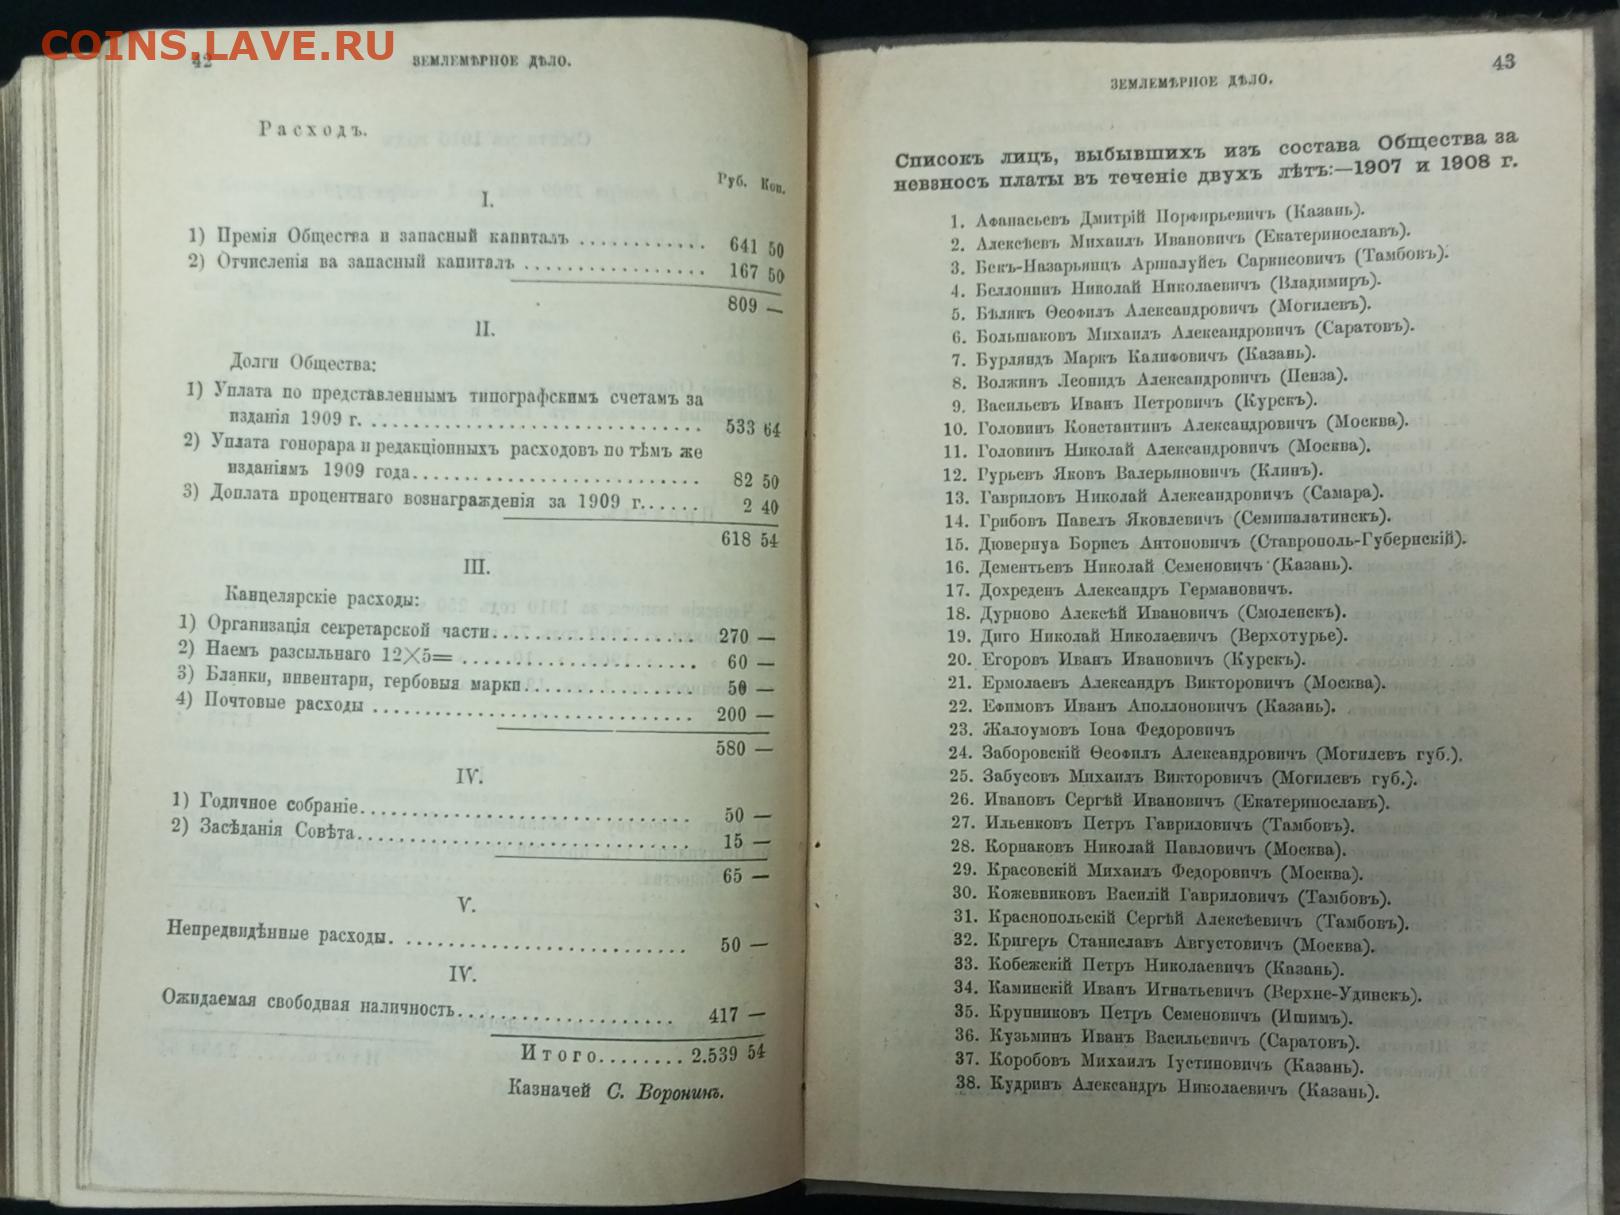 COINS.LAVE.RU
42
ЗЕМЛЕМѢРНОЕ ДѢЛО.
Расходъ.
Руб. Коп.
I.
1) Премія Общества и запасный капиталъ ............ 641 50
2) Отчисленія на запасный капиталъ ................. 167 50
809 —
II.
Долги Общества:
1) Уплата по представленнымъ типографскимъ счетамъ за
изданія 1909 г. ................................ 533 64
2) Уплата гонорара и редакціонныхъ расходовъ по тѣмъ же
изданіямъ 1909 года............................ 82 50
3) Доплата процентнаго вознагражденія за 1909 г....... 2 40
618 54
III.
Канцелярскіе расходы:
1) Организація секретарской части................... 270 —
2) Наемъ разсыльнаго 12×5= ...................... 60 —
3) Бланки, инвентари, гербовыя марки................ 50 —
4) Почтовые расходы .............................. 200 —
580 —
IV.
1) Годичное собраніе............................... 50 —
2) Засѣданія Совѣта............................... 15 —
65 —
V.
Непредвидѣнные расходы. ........................... 50 —
IV.
Ожидаемая свободная наличность..................... 417 —
Итого........ 2.539 54
Казначей С. Воронинъ.
43
ЗЕМЛЕМѢРНОЕ ДѢЛО.
Списокъ лицъ, выбывшихъ изъ состава Общества за
невзносъ платы въ теченіе двухъ лѣтъ:—1907 и 1908 г.
1. Афанасьевъ Дмитрій Порфирьевичъ (Казань).
2. Алексѣевъ Михаилъ Ивановичъ (Екатеринославъ).
3. Бекъ-Назарьянцъ Аршалуйсъ Саркисовичъ (Тамбовъ).
4. Беллонинъ Николай Николаевичъ (Владимиръ).
5. Бѣлякъ Ѳеофилъ Александровичъ (Могилевъ).
6. Большаковъ Михаилъ Александровичъ (Саратовъ).
7. Бурляндъ Маркъ Калифовичъ (Казань).
8. Волжинъ Леонидъ Александровичъ (Пенза).
9. Васильевъ Иванъ Петровичъ (Курскъ).
10. Головинъ Константинъ Александровичъ (Москва).
11. Головинъ Николай Александровичъ (Москва).
12. Гурьевъ Яковъ Валерьяновичъ (Клинъ).
13. Гавриловъ Николай Александровичъ (Самара).
14. Грибовъ Павелъ Яковлевичъ (Семипалатинскъ).
15. Дювернуа Борисъ Антоновичъ (Ставрополь-Губернскій).
16. Дементьевъ Николай Семеновичъ (Казань).
17. Дохреденъ Александръ Германовичъ.
18. Дурново Алексѣй Ивановичъ (Смоленскъ).
19. Диго Николай Николаевичъ (Верхотурье).
20. Егоровъ Иванъ Ивановичъ (Курскъ).
21. Ермолаевъ Александръ Викторовичъ (Москва).
22. Ефимовъ Иванъ Аполлоновичъ (Казань).
23. Жалоумовъ Іона Федоровичъ
24. Заборовскій Ѳеофилъ Александровичъ (Могилевъ губ.).
25. Забусовъ Михаилъ Викторовичъ (Могилевъ губ.).
26. Ивановъ Сергѣй Ивановичъ (Екатеринославъ).
27. Ильенковъ Петръ Гавриловичъ (Тамбовъ).
28. Корнаковъ Николай Павловичъ (Москва).
29. Красовскій Михаилъ Федоровичъ (Москва).
30. Кожевниковъ Василій Гавриловичъ (Тамбовъ).
31. Краснопольскій Сергѣй Алексѣевичъ (Тамбовъ).
32. Кригеръ Станиславъ Августовичъ (Москва).
33. Кобежскій Петръ Николаевичъ (Казань).
34. Каминскій Иванъ Игнатьевичъ (Верхне-Удинскъ).
35. Крупниковъ Петръ Семеновичъ (Ишимъ).
36. Кузьминъ Иванъ Васильевичъ (Саратовъ).
37. Коробовъ Михаилъ Іустиновичъ (Казань).
38. Кудринъ Александръ Николаевичъ (Казань).